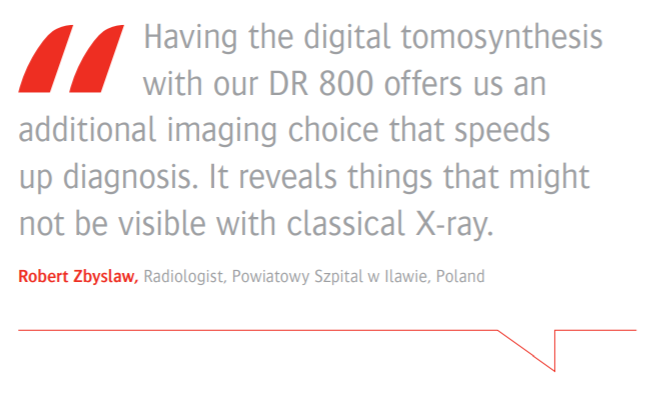 Having the digital tomosynthesis
with our DR 800 offers us an
additional imaging choice that speeds
up diagnosis. It reveals things that might
not be visible with classical X-ray.
Robert Zbyslaw, Radiologist, Powiatowy Szpital w Ilawie, Poland